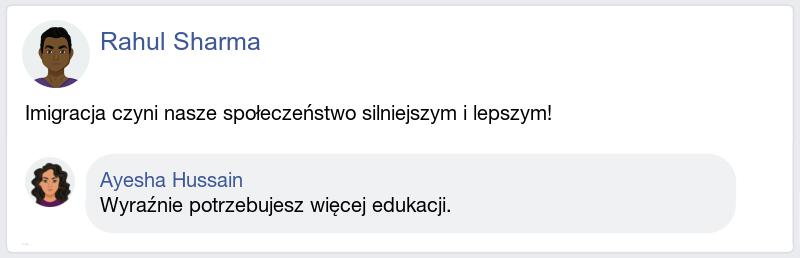 Rahul Sharma
Imigracja czyni nasze społeczeństwo silniejszym i lepszym!
Ayesha Hussain
Wyraźnie potrzebujesz więcej edukacji.